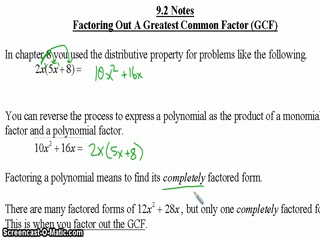 9.2 Notes
Factoring Out A Greatest Common Factor (GCF)
In chapter 8 you used the distributive property for problems like the following.
2x(5x+8) = 10x² + 16x
You can reverse the process to express a polynomial as the product of a monomial
factor and a polynomial factor.
10x² + 16x = 2x(5x+8)
Factoring a polynomial means to find its completely factored form.
There are many factored forms of 12x² + 28x, but only one completely factored fo
This is when you factor out the GCF.
Screencast-O-Matic.com